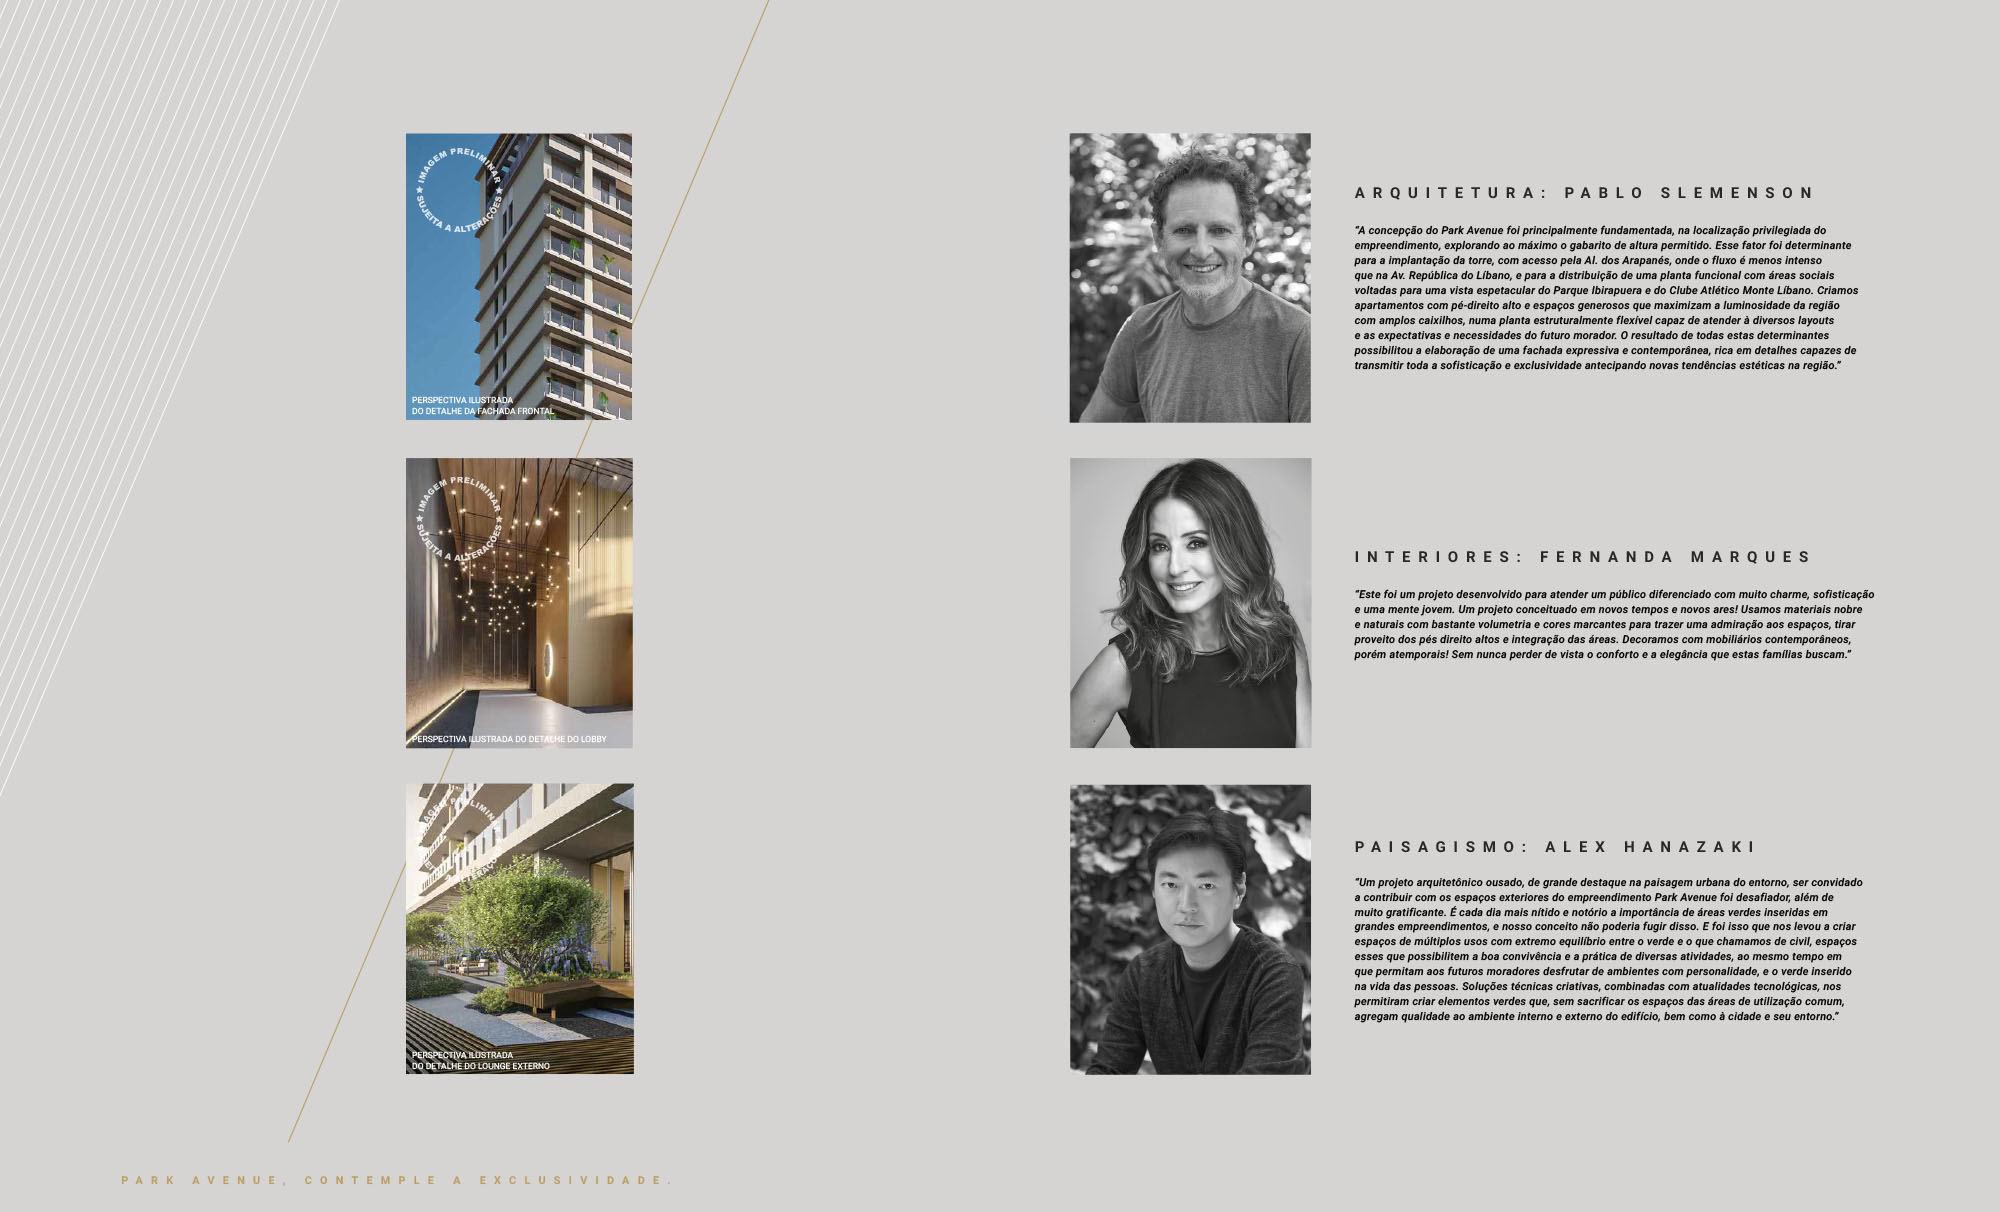 IMAGEM PRELIMINAR
★ SUJEITA A ALTERAÇÕES ★
PERSPECTIVA ILUSTRADA
DO DETALHE DA FACHADA FRONTAL
IMAGEM PRELIMINAR
★ SUJEITA A ALTERAÇÕES ★
PERSPECTIVA ILUSTRADA DO DETALHE DO LOBBY
PERSPECTIVA ILUSTRADA
DO DETALHE DO LOUNGE EXTERNO
ARQUITETURA: PABLO SLEMENSON
“A concepção do Park Avenue foi principalmente fundamentada, na localização privilegiada do
empreendimento, explorando ao máximo o gabarito de altura permitido. Esse fator foi determinante
para a implantação da torre, com acesso pela Al. dos Arapanés, onde o fluxo é menos intenso
que na Av. República do Líbano, e para a distribuição de uma planta funcional com áreas sociais
voltadas para uma vista espetacular do Parque Ibirapuera e do Clube Atlético Monte Líbano. Criamos
apartamentos com pé-direito alto e espaços generosos que maximizam a luminosidade da região
com amplos caixilhos, numa planta estruturalmente flexível capaz de atender à diversos layouts
e as expectativas e necessidades do futuro morador. O resultado de todas estas determinantes
possibilitou a elaboração de uma fachada expressiva e contemporânea, rica em detalhes capazes de
transmitir toda a sofisticação e exclusividade antecipando novas tendências estéticas na região.”
INTERIORES: FERNANDA MARQUES
“Este foi um projeto desenvolvido para atender um público diferenciado com muito charme, sofisticação
e uma mente jovem. Um projeto conceituado em novos tempos e novos ares! Usamos materiais nobre
e naturais com bastante volumetria e cores marcantes para trazer uma admiração aos espaços, tirar
proveito dos pés direito altos e integração das áreas. Decoramos com mobiliários contemporâneos,
porém atemporais! Sem nunca perder de vista o conforto e a elegância que estas famílias buscam.”
PAISAGISMO: ALEX HANAZAKI
“Um projeto arquitetônico ousado, de grande destaque na paisagem urbana do entorno, ser convidado
a contribuir com os espaços exteriores do empreendimento Park Avenue foi desafiador, além de
muito gratificante. É cada dia mais nítido e notório a importância de áreas verdes inseridas em
grandes empreendimentos, e nosso conceito não poderia fugir disso. E foi isso que nos levou a criar
espaços de múltiplos usos com extremo equilíbrio entre o verde e o que chamamos de civil, espaços
esses que possibilitem a boa convivência e a prática de diversas atividades, ao mesmo tempo em
que permitam aos futuros moradores desfrutar de ambientes com personalidade, e o verde inserido
na vida das pessoas. Soluções técnicas criativas, combinadas com atualidades tecnológicas, nos
permitiram criar elementos verdes que, sem sacrificar os espaços das áreas de utilização comum,
agregam qualidade ao ambiente interno e externo do edifício, bem como à cidade e seu entorno.”
PARK AVENUE, CONTEMPLE A EXCLUSIVIDADE.